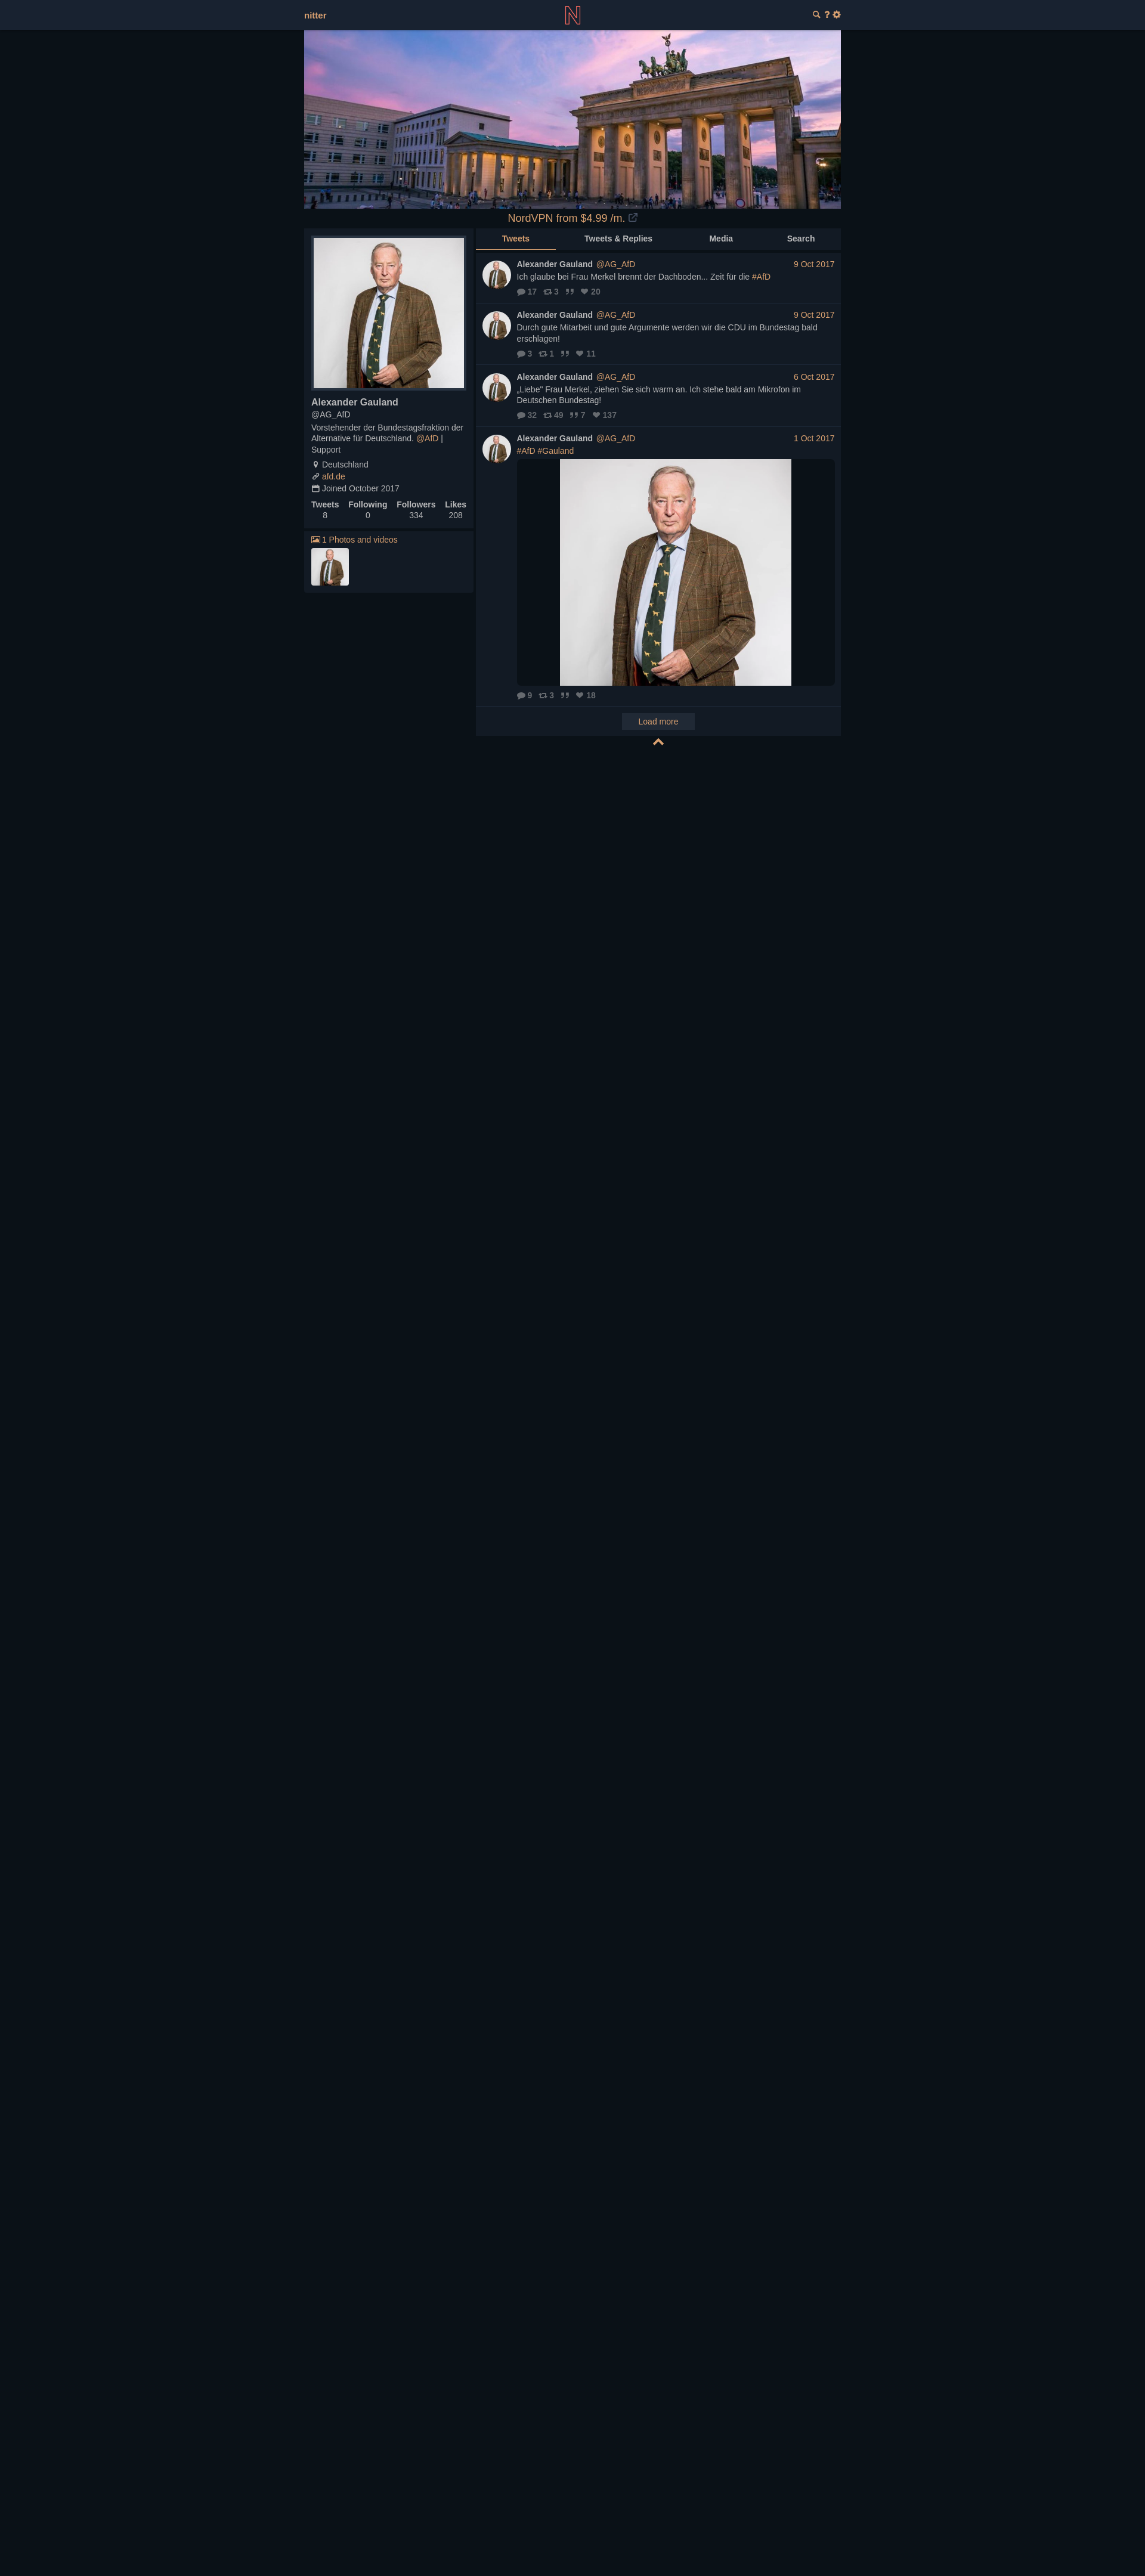 nitter
NordVPN from $4.99 /m.
Alexander Gauland
@AG_AfD
Vorstehender der Bundestagsfraktion der
Alternative für Deutschland. @AfD |
Support
Deutschland
afd.de
Joined October 2017
Tweets Following Followers Likes
8 0 334 208
1 Photos and videos
Tweets Tweets & Replies Media Search
Alexander Gauland @AG_AfD 9 Oct 2017
Ich glaube bei Frau Merkel brennt der Dachboden... Zeit für die #AfD
17 3 20
Alexander Gauland @AG_AfD 9 Oct 2017
Durch gute Mitarbeit und gute Argumente werden wir die CDU im Bundestag bald
erschlagen!
3 1 11
Alexander Gauland @AG_AfD 6 Oct 2017
„Liebe" Frau Merkel, ziehen Sie sich warm an. Ich stehe bald am Mikrofon im
Deutschen Bundestag!
32 49 7 137
Alexander Gauland @AG_AfD 1 Oct 2017
#AfD #Gauland
9 3 18
Load more